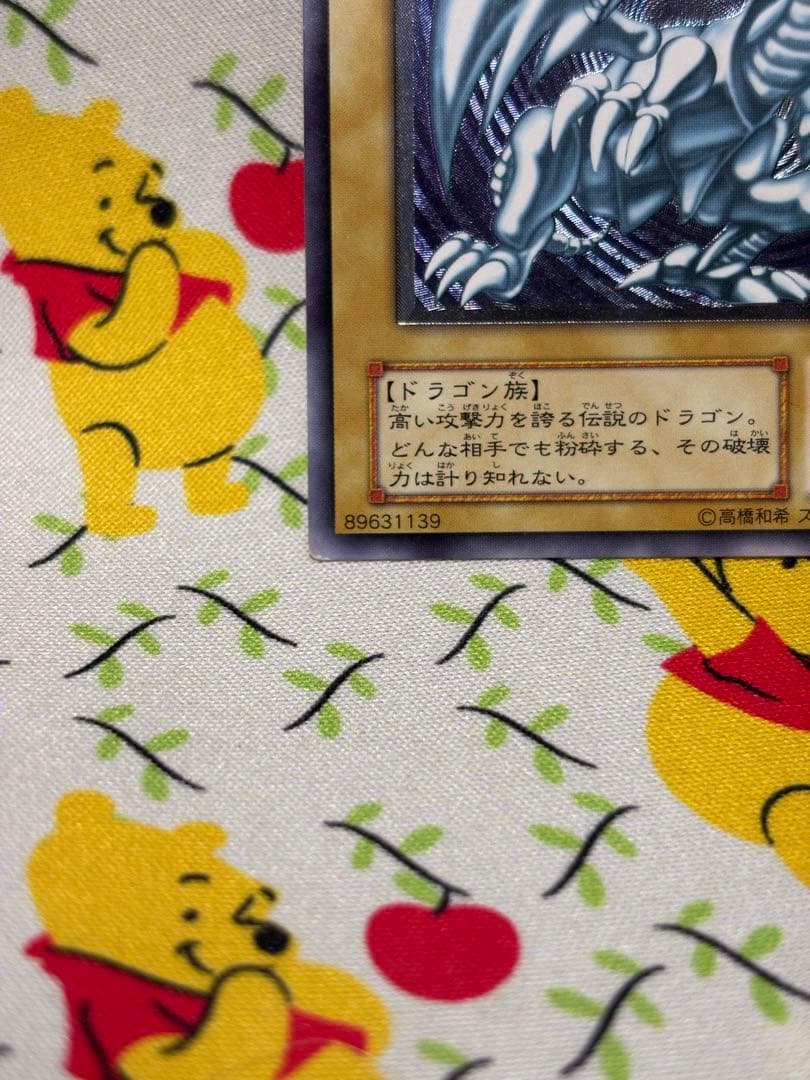 【ドラゴン族】
高い攻撃力を誇る伝説のドラゴン。
どんな相手でも粉砕する、その破壊
力は計り知れない。
89631139
©高橋和希 ス